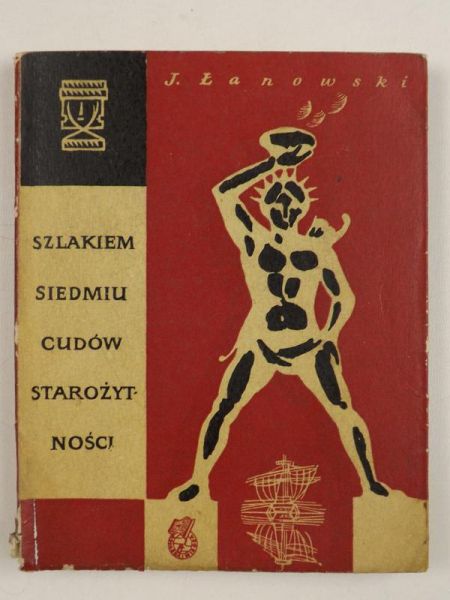 J. Łanowski
SZLAKIEM
SIEDMIU
CUDÓW
STAROŻYT-
NOŚCI